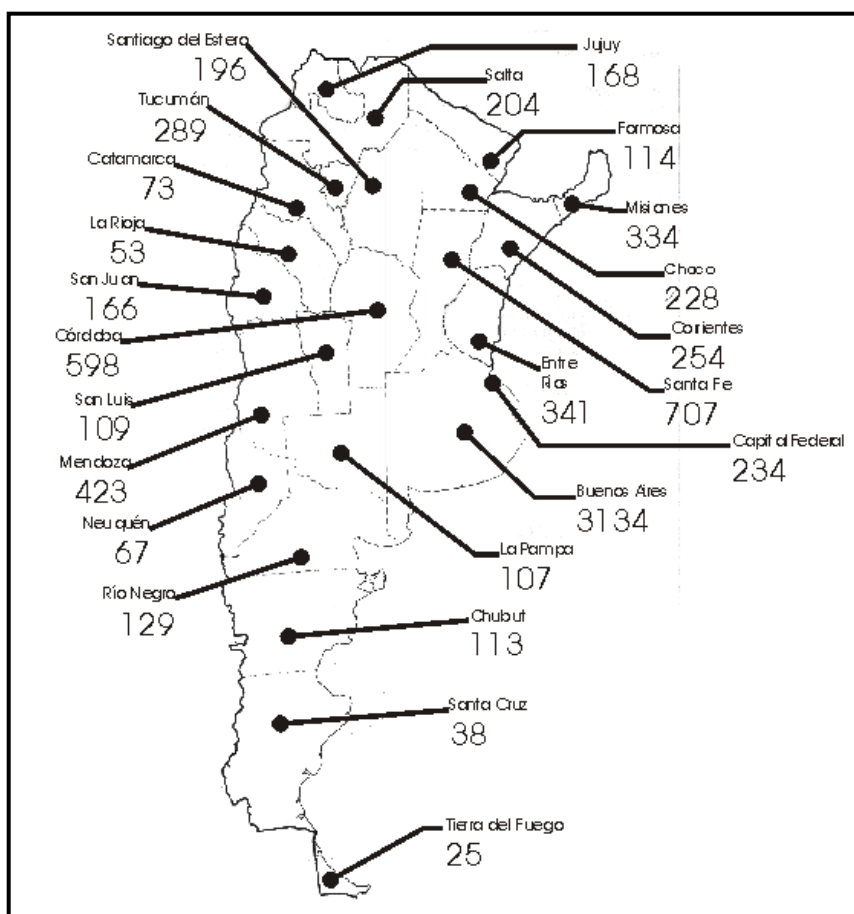 Santiago del Estero
196
Tucumán
289
Catamarca
73
La Rioja
53
San Juan
166
Córdoba
598
San Luis
109
Mendoza
423
Neuquén
67
Río Negro
129
Jujuy
168
Salta
204
Formosa
114
Misiones
334
Chaco
228
Corrientes
254
Entre
Ríos
341
Santa Fe
707
Capital Federal
234
Buenos Aires
3134
La Pampa
107
Chubut
113
Santa Cruz
38
Tierra del Fuego
25